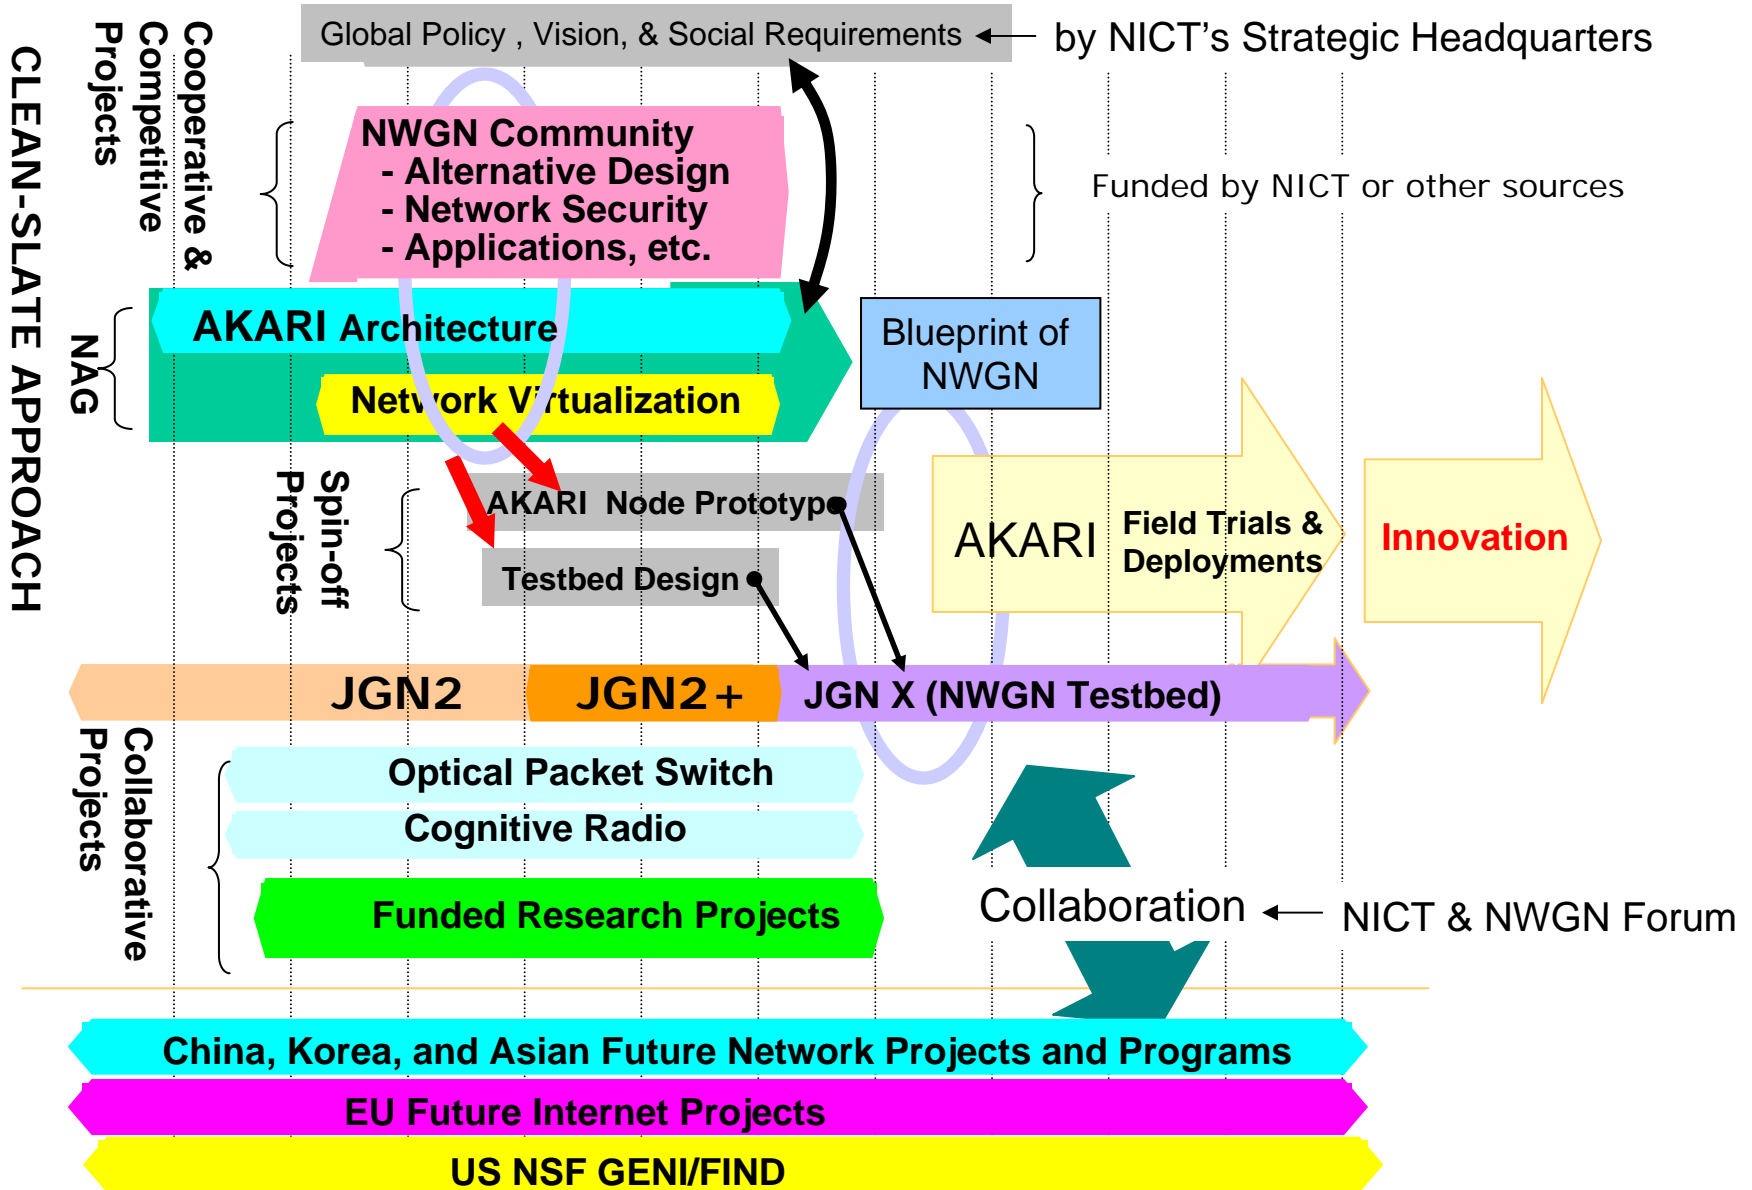 CLEAN-SLATE APPROACH
Cooperative &
Competitive
Projects
Global Policy , Vision, & Social Requirements
by NICT's Strategic Headquarters
NWGN Community
- Alternative Design
- Network Security
- Applications, etc.
Funded by NICT or other sources
NAG
AKARI Architecture
Network Virtualization
Blueprint of
NWGN
Spin-off
Projects
AKARI Node Prototype
Testbed Design
AKARI
Field Trials &
Deployments
Innovation
JGN2
JGN2+
JGN X (NWGN Testbed)
Collaborative
Projects
Optical Packet Switch
Cognitive Radio
Funded Research Projects
Collaboration
NICT & NWGN Forum
China, Korea, and Asian Future Network Projects and Programs
EU Future Internet Projects
US NSF GENI/FIND